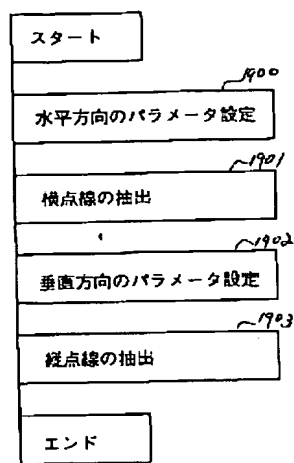 スタート
1900
水平方向のパラメータ設定
1901
横点線の抽出
1902
垂直方向のパラメータ設定
1903
縦点線の抽出
エンド